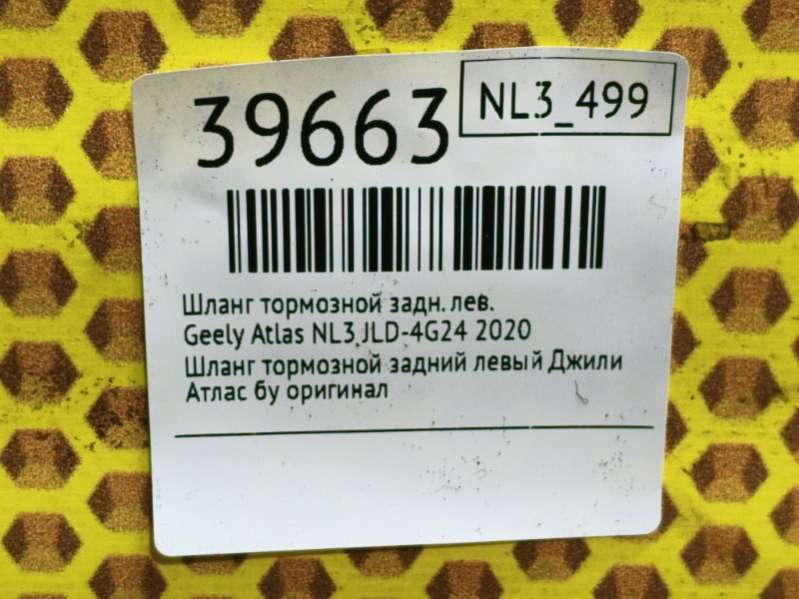 39663
NL3_499
Шланг тормозной задн. лев.
Geely Atlas NL3 JLD-4G24 2020
Шланг тормозной задний левый Джили
Атлас бу оригинал